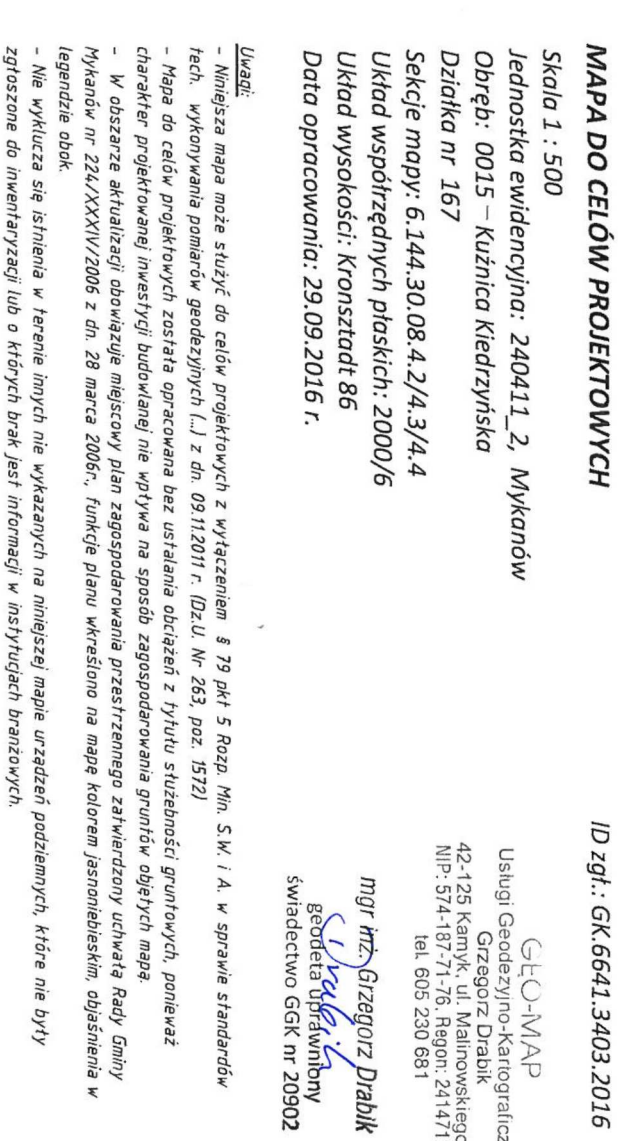 MAPA DO CELÓW PROJEKTOWYCH
ID zgł.: GK.6641.3403.2016
Skala 1 : 500
Jednostka ewidencyjna: 240411_2, Mykanów
Obręb: 0015 – Kuźnica Kiedrzyńska
Działka nr 167
Sekcje mapy: 6.144.30.08.4.2/4.3/4.4
Układ współrzędnych płaskich: 2000/6
Układ wysokości: Kronsztadt 86
Data opracowania: 29.09.2016 r.
GEO-MAP
Usługi Geodezyjno-Kartograficz
Grzegorz Drabik
42-125 Kamyk, ul. Malinowskiego
NIP: 574-187-71-76, Regon: 241471
tel. 605 230 681
mgr inż. Grzegorz Drabik
Drabik
geodeta uprawniony
świadectwo GGK nr 20902
Uwagi:
- Niniejsza mapa może służyć do celów projektowych z wyłączeniem § 79 pkt 5 Rozp. Min. S.W. i A. w sprawie standardów
tech. wykonywania pomiarów geodezyjnych (...) z dn. 09.11.2011 r. (Dz.U. Nr 263, poz. 1572)
- Mapa do celów projektowych została opracowana bez ustalania obciążeń z tytułu służebności gruntowych, ponieważ
charakter projektowanej inwestycji budowlanej nie wpływa na sposób zagospodarowania gruntów objętych mapą.
- W obszarze aktualizacji obowiązuje miejscowy plan zagospodarowania przestrzennego zatwierdzony uchwałą Rady Gminy
Mykanów nr 224/XXXIV/2006 z dn. 28 marca 2006r., funkcje planu wkreślono na mapę kolorem jasnoniebieskim, objaśnienia w
legendzie obok.
- Nie wyklucza się istnienia w terenie innych nie wykazanych na niniejszej mapie urządzeń podziemnych, które nie były
zgłoszone do inwentaryzacji lub o których brak jest informacji w instytucjach branżowych.